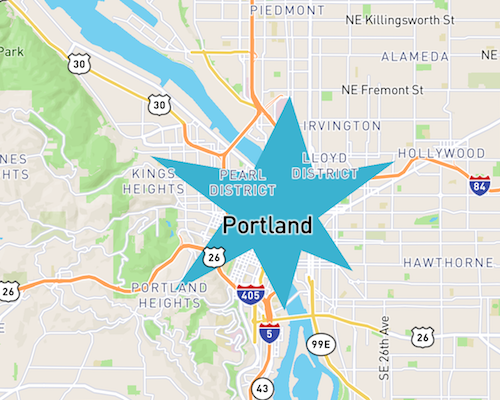 PIEDMONT
NE Killingsworth St
Park
30
ALAMEDA
NE
30
NE Fremont St
IRVINGTON
NES
HEIGHTS
KINGS
HEIGHTS
PEARL
DISTRICT
LLOYD
DISTRICT
HOLLYWOOD
84
Portland
26
HAWTHORNE
26
PORTLAND
HEIGHTS
405
5
99E
SE 26th Ave
26
43